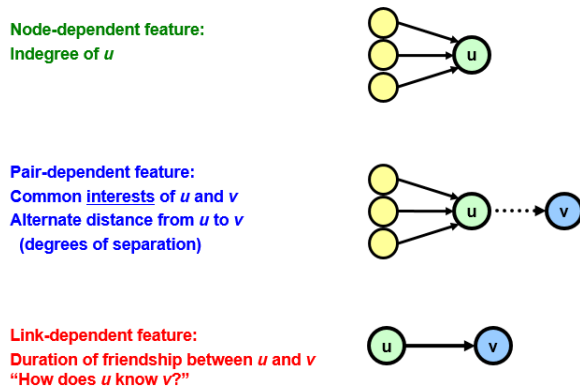 Node-dependent feature:
Indegree of u
u
Pair-dependent feature:
Common interests of u and v
Alternate distance from u to v
(degrees of separation)
u
v
Link-dependent feature:
Duration of friendship between u and v
“How does u know v?”
u
v